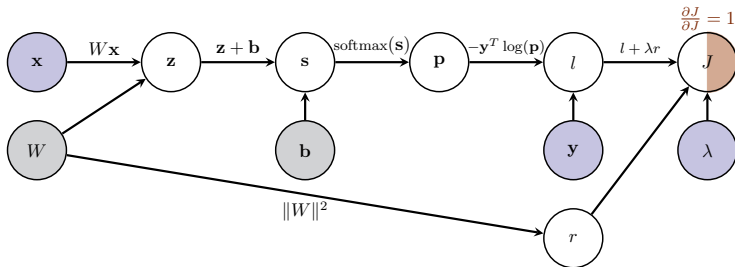 ∂J/∂J = 1
Wx z + b softmax(s) −y^T log(p) l + λr
x z s p l J
W b y λ
‖W‖²
r